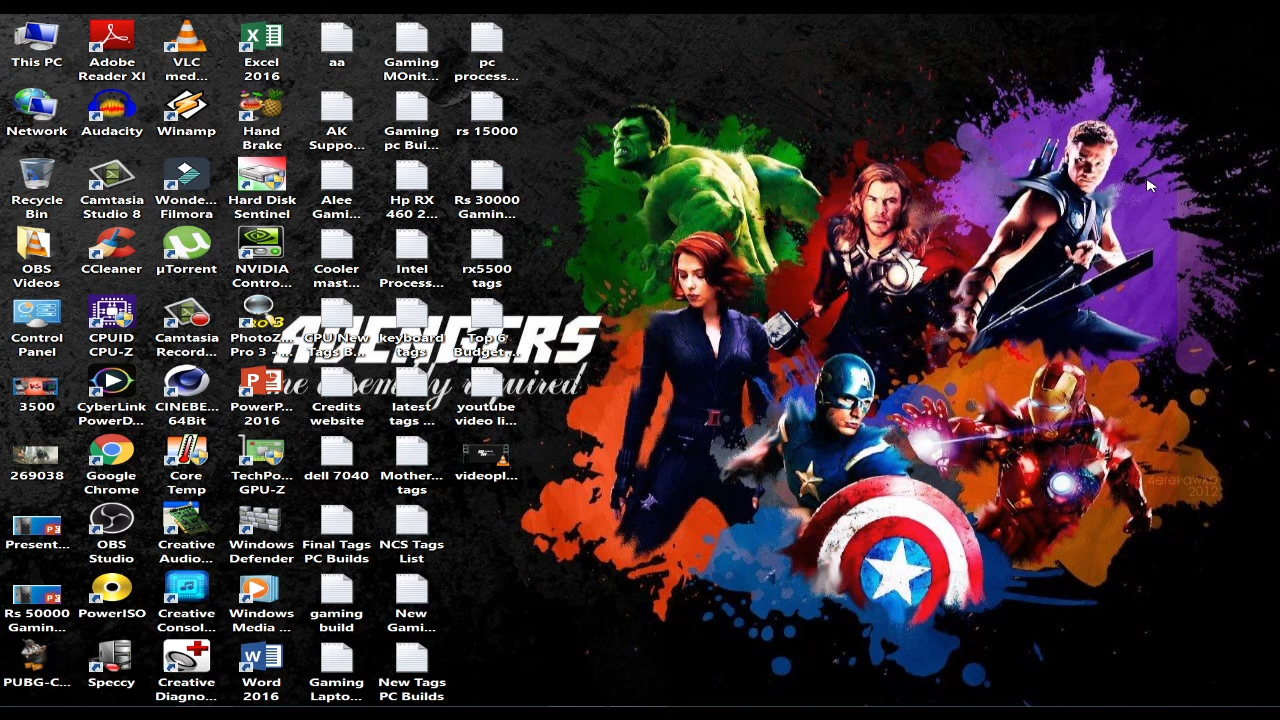 This PC
Adobe
Reader XI
VLC
med...
Excel
2016
aa
Gaming
MOnit...
pc
process...
Network
Audacity
Winamp
Hand
Brake
AK
Suppo...
Gaming
pc Bui...
rs 15000
Recycle
Bin
Camtasia
Studio 8
Wonde...
Filmora
Hard Disk
Sentinel
Alee
Gami...
Hp RX
460 2...
Rs 30000
Gamin...
OBS
Videos
CCleaner
µTorrent
NVIDIA
Contro...
Cooler
mast...
Intel
Process...
rx5500
tags
Control
Panel
CPUID
CPU-Z
Camtasia
Record...
PhotoZ...
Pro 3 - ...
CPU New
Tags B...
keyboard
tags
Top 6
Budget ...
AVENGERS
3500
CyberLink
PowerD...
CINEBE...
64Bit
PowerP...
2016
Credits
website
latest
tags ...
youtube
video li...
assembly required
269038
Google
Chrome
Core
Temp
TechPo...
GPU-Z
dell 7040
Mother...
tags
videopl...
Present...
OBS
Studio
Creative
Audio...
Windows
Defender
Final Tags
PC Builds
NCS Tags
List
Rs 50000
Gamin...
PowerISO
Creative
Consol...
Windows
Media ...
gaming
build
New
Gami...
PUBG-C...
Speccy
Creative
Diagno...
Word
2016
Gaming
Lapto...
New Tags
PC Builds
2012